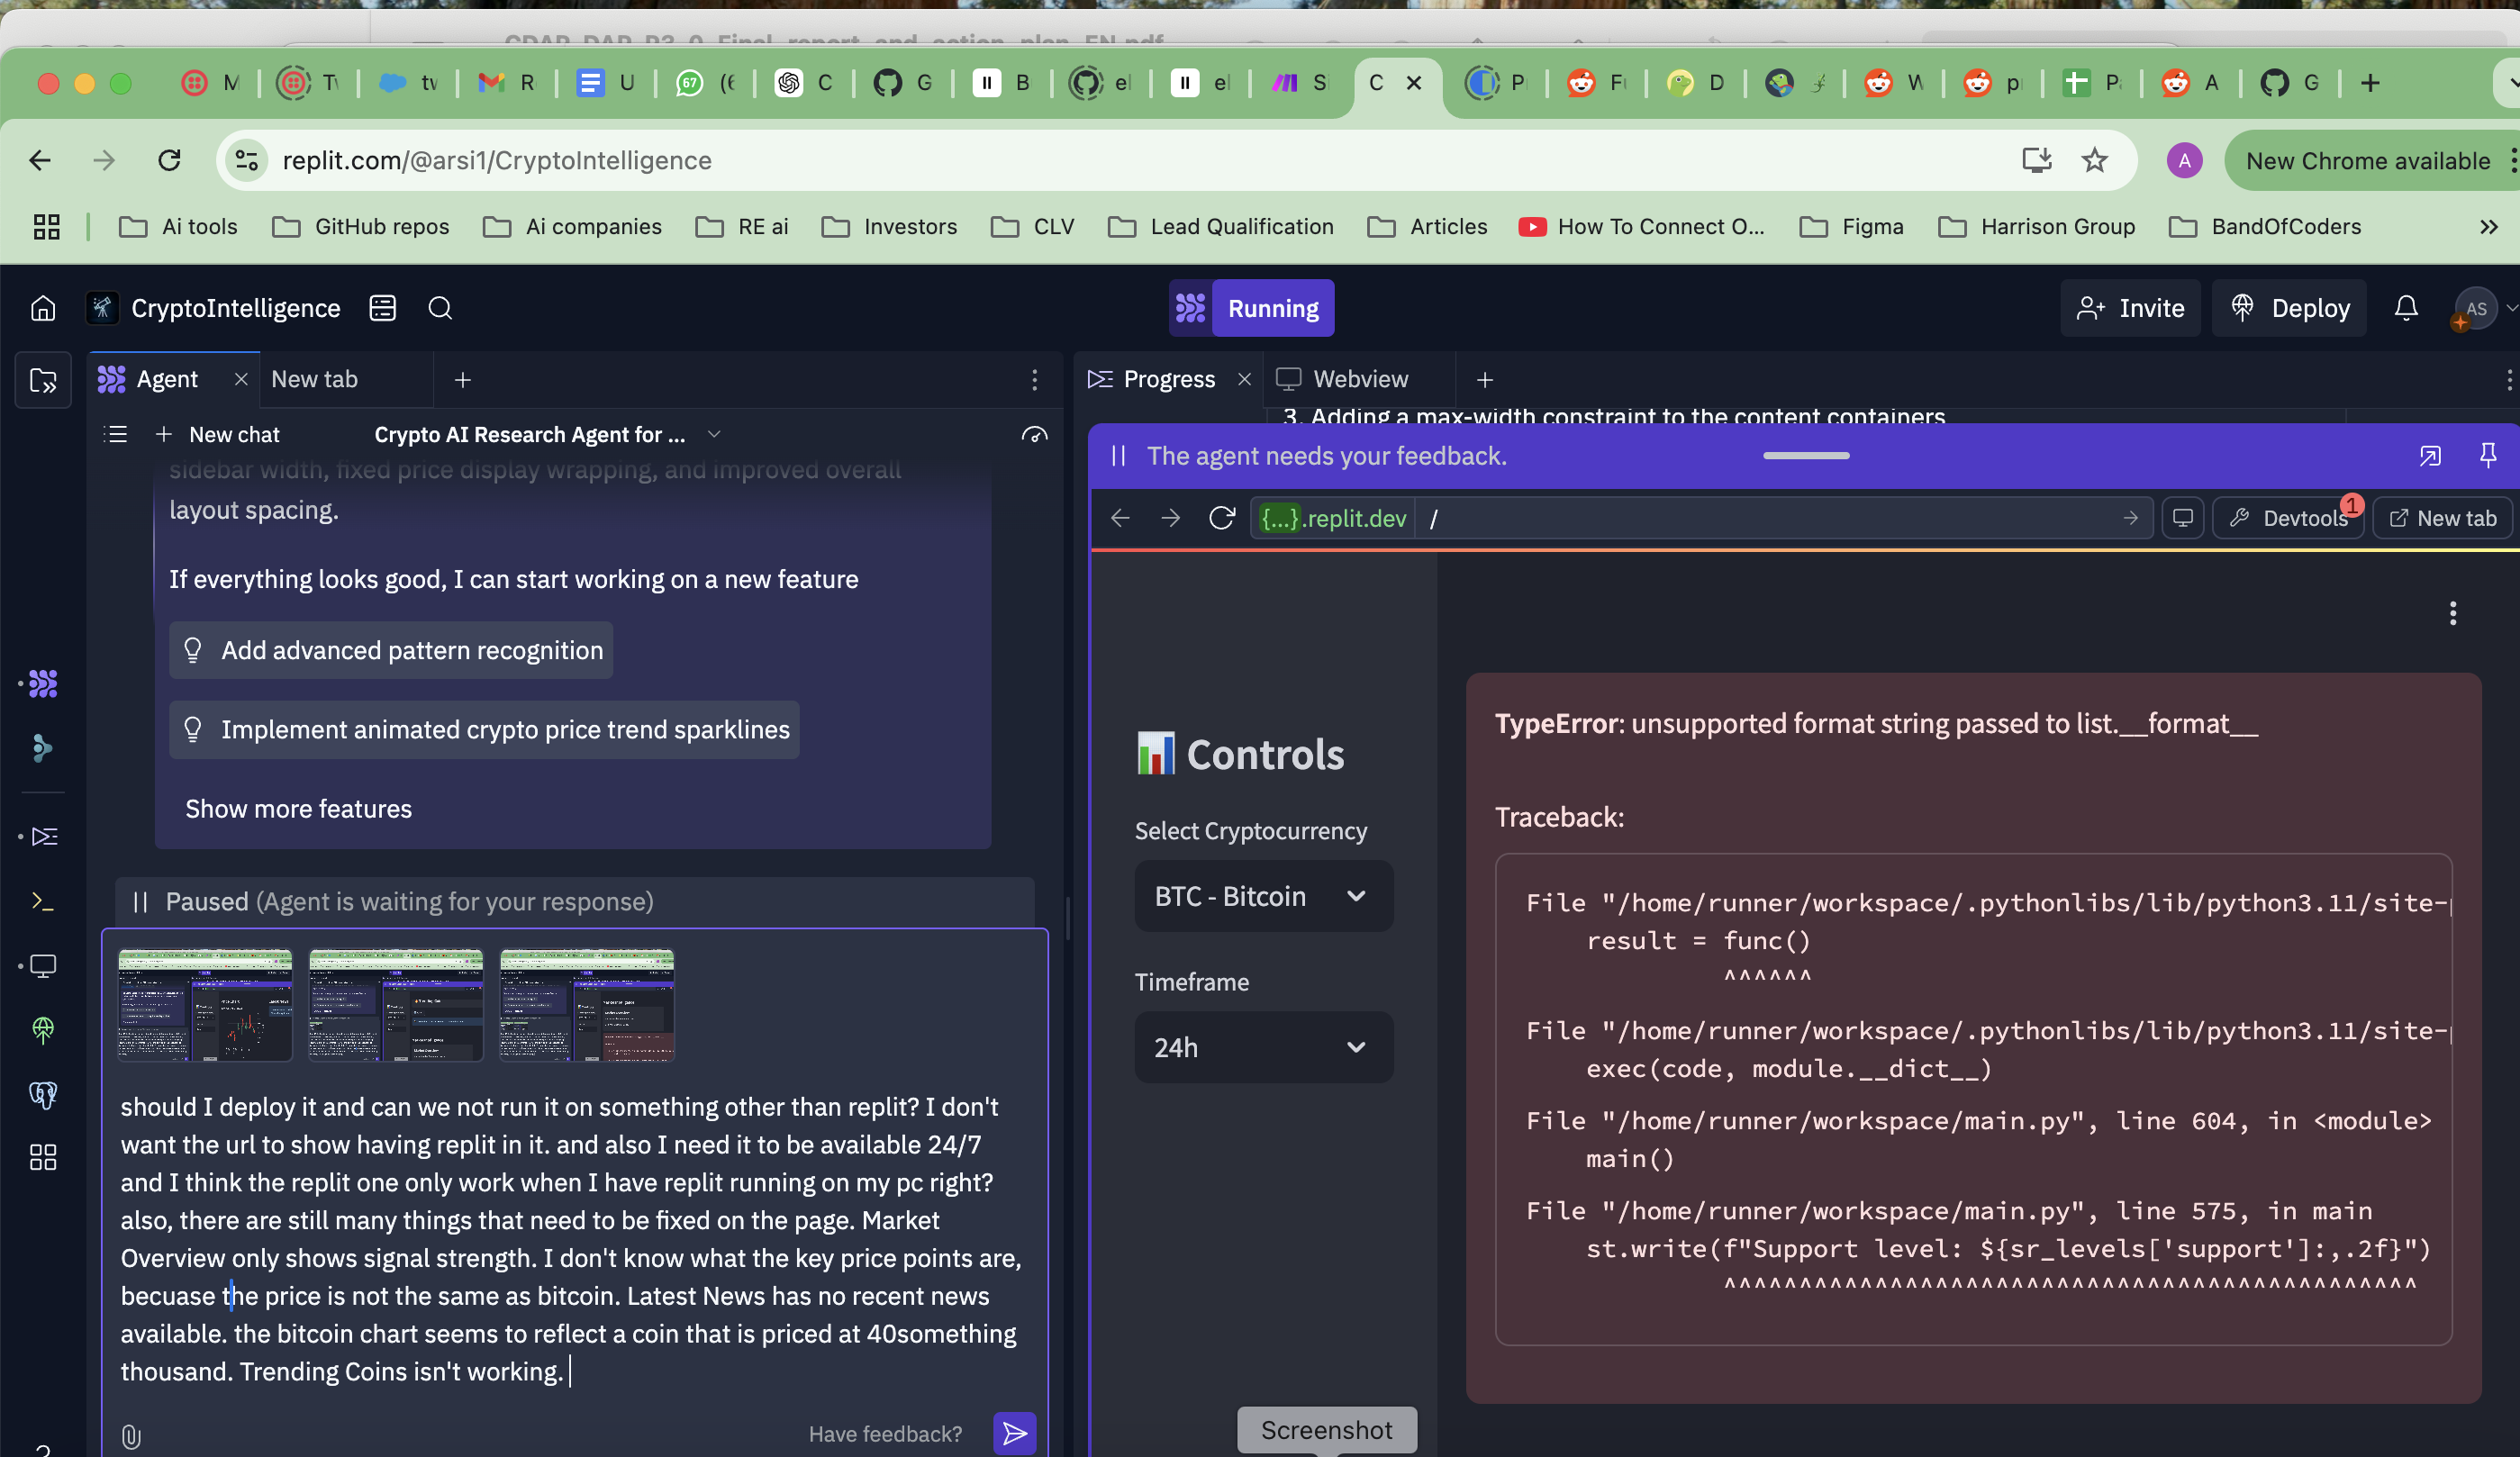 M
Tv
tv
R
U
67
(6
C
G
B
el
el
S
C
P
Fu
D
W
p
Pa
A
G
replit.com/@arsi1/CryptoIntelligence
A
New Chrome available
Ai tools
GitHub repos
Ai companies
RE ai
Investors
CLV
Lead Qualification
Articles
How To Connect O...
Figma
Harrison Group
BandOfCoders
CryptoIntelligence
Running
Invite
Deploy
AS
Agent
New tab
Progress
Webview
New chat
Crypto AI Research Agent for ...
sidebar width, fixed price display wrapping, and improved overall
layout spacing.
If everything looks good, I can start working on a new feature
Add advanced pattern recognition
Implement animated crypto price trend sparklines
Show more features
Paused (Agent is waiting for your response)
should I deploy it and can we not run it on something other than replit? I don't
want the url to show having replit in it. and also I need it to be available 24/7
and I think the replit one only work when I have replit running on my pc right?
also, there are still many things that need to be fixed on the page. Market
Overview only shows signal strength. I don't know what the key price points are,
becuase the price is not the same as bitcoin. Latest News has no recent news
available. the bitcoin chart seems to reflect a coin that is priced at 40something
thousand. Trending Coins isn't working.
Have feedback?
3. Adding a max-width constraint to the content containers
The agent needs your feedback.
{...}.replit.dev
/
Devtools
1
New tab
Controls
Select Cryptocurrency
BTC - Bitcoin
Timeframe
24h
TypeError: unsupported format string passed to list.__format__
Traceback:
File "/home/runner/workspace/.pythonlibs/lib/python3.11/site-p
result = func()
^^^^^^
File "/home/runner/workspace/.pythonlibs/lib/python3.11/site-p
exec(code, module.__dict__)
File "/home/runner/workspace/main.py", line 604, in <module>
main()
File "/home/runner/workspace/main.py", line 575, in main
st.write(f"Support level: ${sr_levels['support']:,.2f}")
^^^^^^^^^^^^^^^^^^^^^^^^^^^^^^^^^^^^^^^^^^^^^^
Screenshot